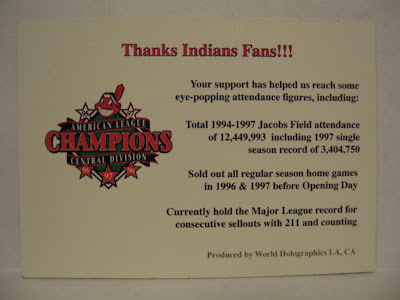 Thanks Indians Fans!!!
Your support has helped us reach some
eye-popping attendance figures, including:
AMERICAN LEAGUE
CHAMPIONS
CENTRAL DIVISION
95 97 96
Total 1994-1997 Jacobs Field attendance
of 12,449,993 including 1997 single
season record of 3,404,750
Sold out all regular season home games
in 1996 & 1997 before Opening Day
Currently hold the Major League record for
consecutive sellouts with 211 and counting
Produced by World Holographics LA, CA